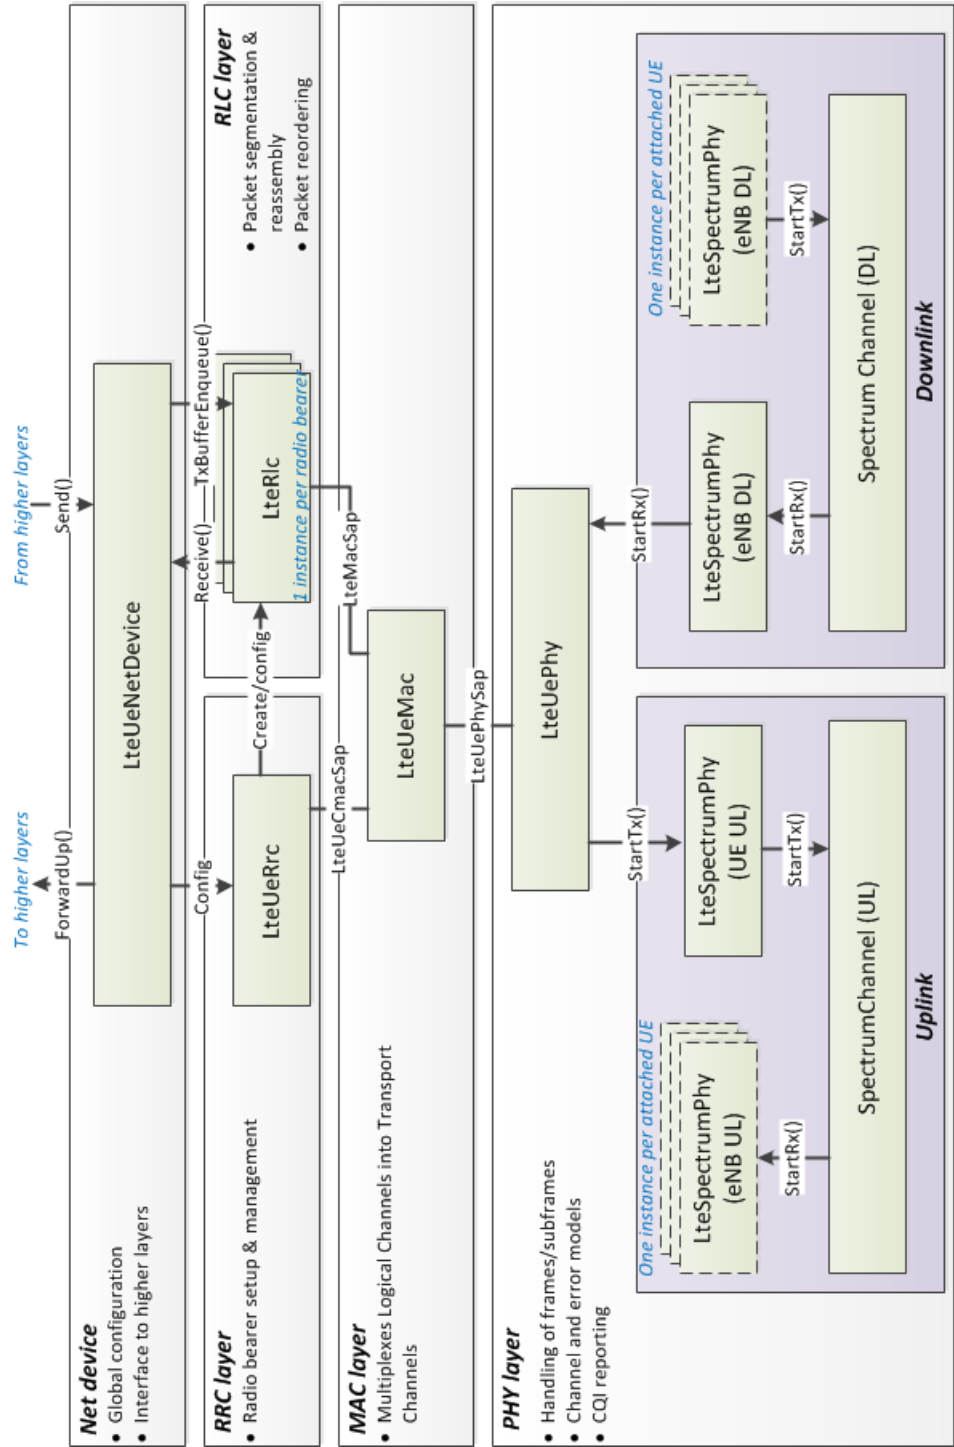 To higher layers
From higher layers
ForwardUp()
Send()
Net device
• Global configuration
• Interface to higher layers
LteUeNetDevice
Config
Receive()
TxBufferEnqueue()
RRC layer
• Radio bearer setup & management
LteUeRrc
Create/config
LteRlc
1 instance per radio bearer
RLC layer
• Packet segmentation &
reassembly
• Packet reordering
LteUeCmacSap
LteMacSap
MAC layer
• Multiplexes Logical Channels into Transport
Channels
LteUeMac
LteUePhySap
PHY layer
• Handling of frames/subframes
• Channel and error models
• CQI reporting
LteUePhy
StartTx()
StartRx()
One instance per attached UE
LteSpectrumPhy
(eNB UL)
LteSpectrumPhy
(UE UL)
StartRx()
StartTx()
SpectrumChannel (UL)
Uplink
One instance per attached UE
LteSpectrumPhy
(eNB DL)
LteSpectrumPhy
(eNB DL)
StartRx()
StartTx()
Spectrum Channel (DL)
Downlink